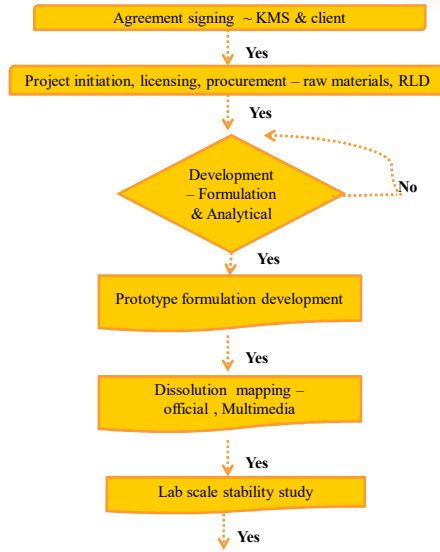 Agreement signing ~ KMS & client
Yes
Project initiation, licensing, procurement – raw materials, RLD
Yes
Development
– Formulation
& Analytical
No
Yes
Prototype formulation development
Yes
Dissolution mapping –
official , Multimedia
Yes
Lab scale stability study
Yes